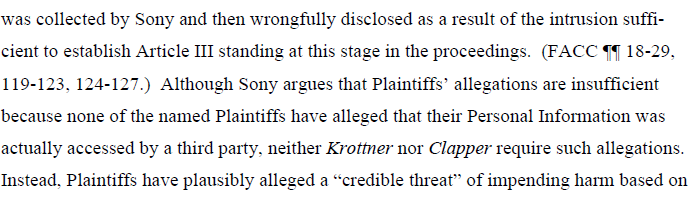 was collected by Sony and then wrongfully disclosed as a result of the intrusion suffi-
cient to establish Article III standing at this stage in the proceedings.  (FACC ¶¶ 18-29,
119-123, 124-127.)  Although Sony argues that Plaintiffs’ allegations are insufficient
because none of the named Plaintiffs have alleged that their Personal Information was
actually accessed by a third party, neither Krottner nor Clapper require such allegations.
Instead, Plaintiffs have plausibly alleged a “credible threat” of impending harm based on